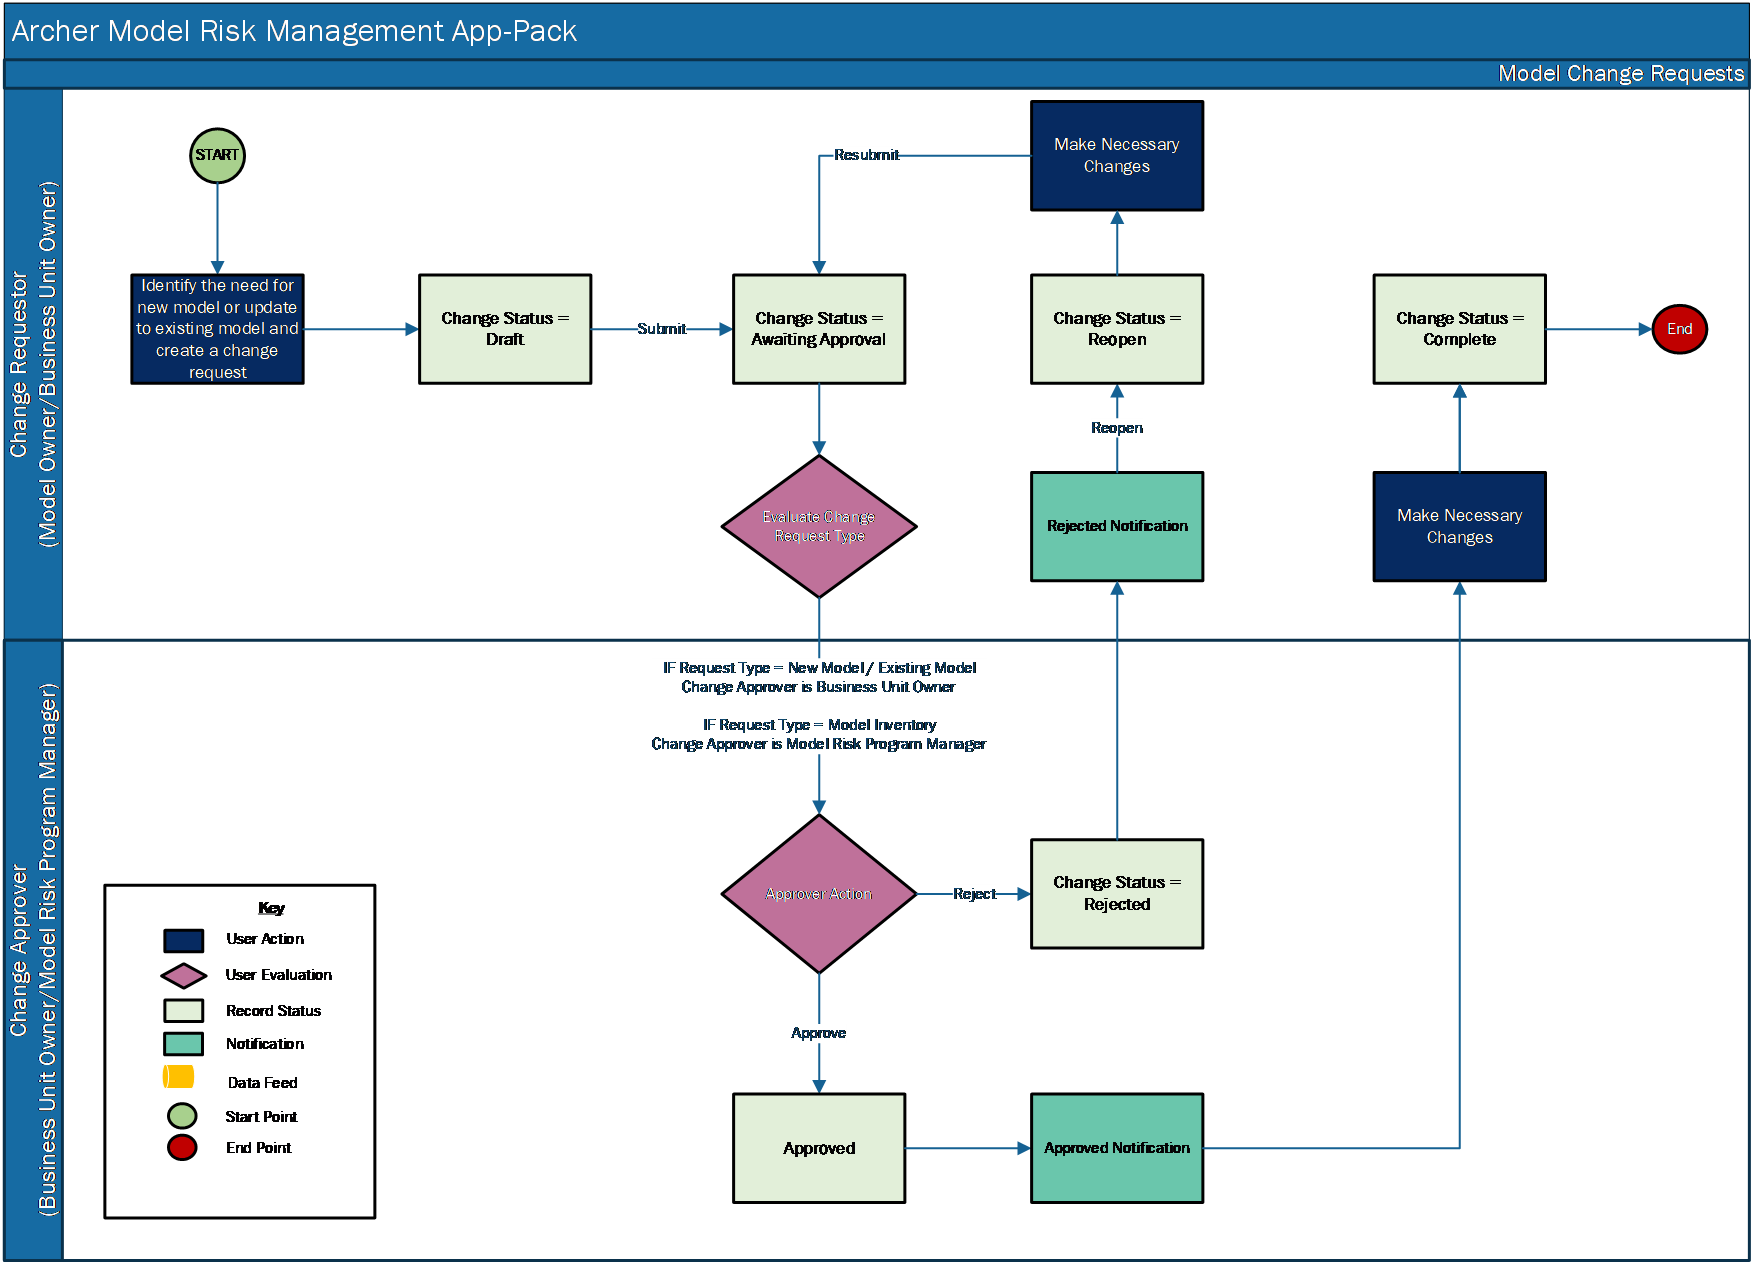 Archer Model Risk Management App-Pack
Model Change Requests
Change Requestor
(Model Owner/Business Unit Owner)
START
Identify the need for
new model or update
to existing model and
create a change
request
Change Status =
Draft
Submit
Change Status =
Awaiting Approval
Resubmit
Make Necessary
Changes
Change Status =
Reopen
Reopen
Rejected Notification
Change Status =
Complete
End
Make Necessary
Changes
Evaluate Change
Request Type
Change Approver
(Business Unit Owner/Model Risk Program Manager)
IF Request Type = New Model/ Existing Model
Change Approver is Business Unit Owner
IF Request Type = Model Inventory
Change Approver is Model Risk Program Manager
Approver Action
Reject
Change Status =
Rejected
Approve
Approved
Approved Notification
Key
User Action
User Evaluation
Record Status
Notification
Data Feed
Start Point
End Point